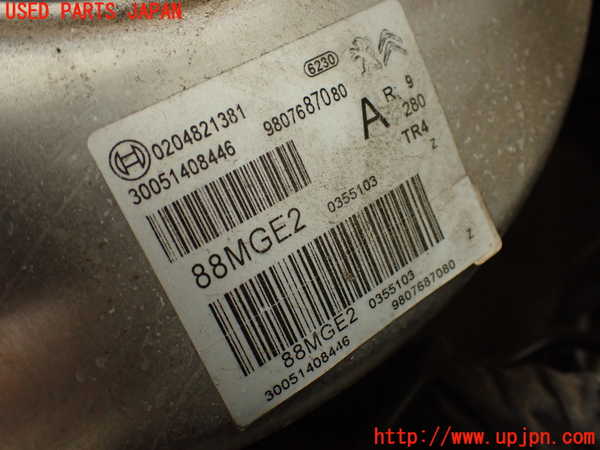 USED PARTS JAPAN
6230
0204821381
9807687080
30051408446
A
R 9
280
TR4
Z
88MGE2
0355103
Z
88MGE2
0355103
30051408446
9807687080
http://www.upjpn.com/